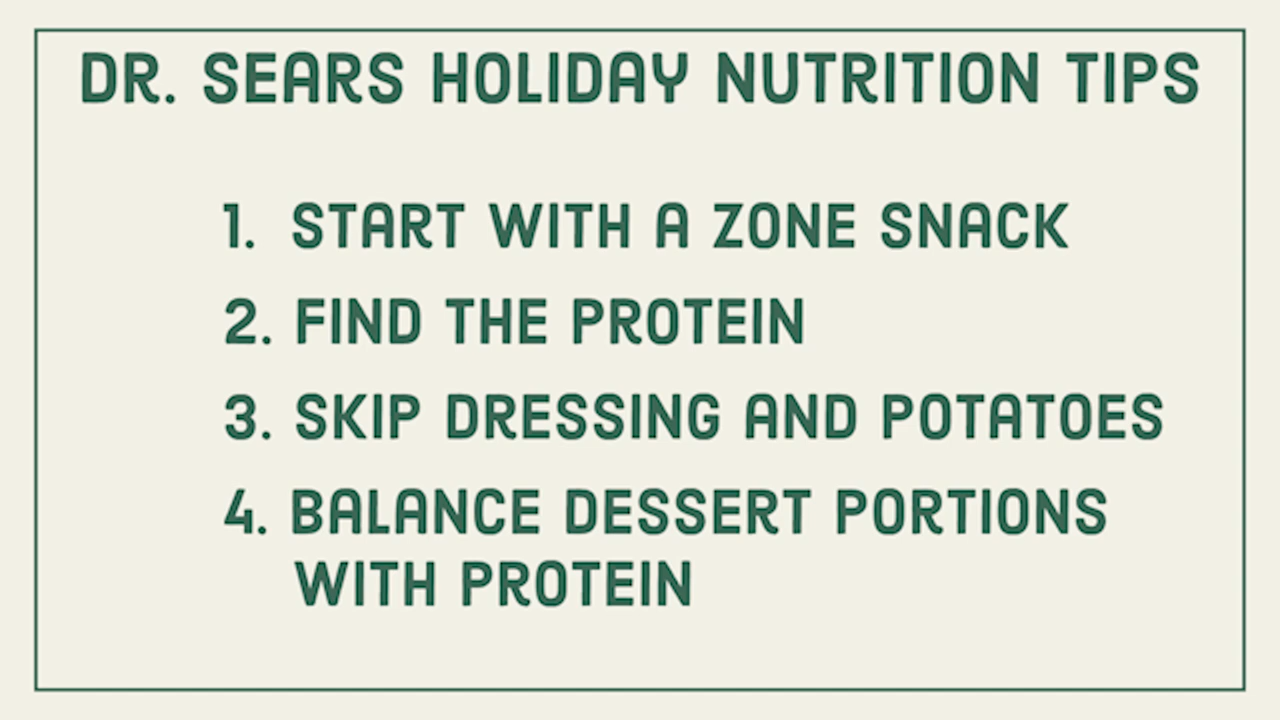 DR. SEARS HOLIDAY NUTRITION TIPS
1. START WITH A ZONE SNACK
2. FIND THE PROTEIN
3. SKIP DRESSING AND POTATOES
4. BALANCE DESSERT PORTIONS
WITH PROTEIN